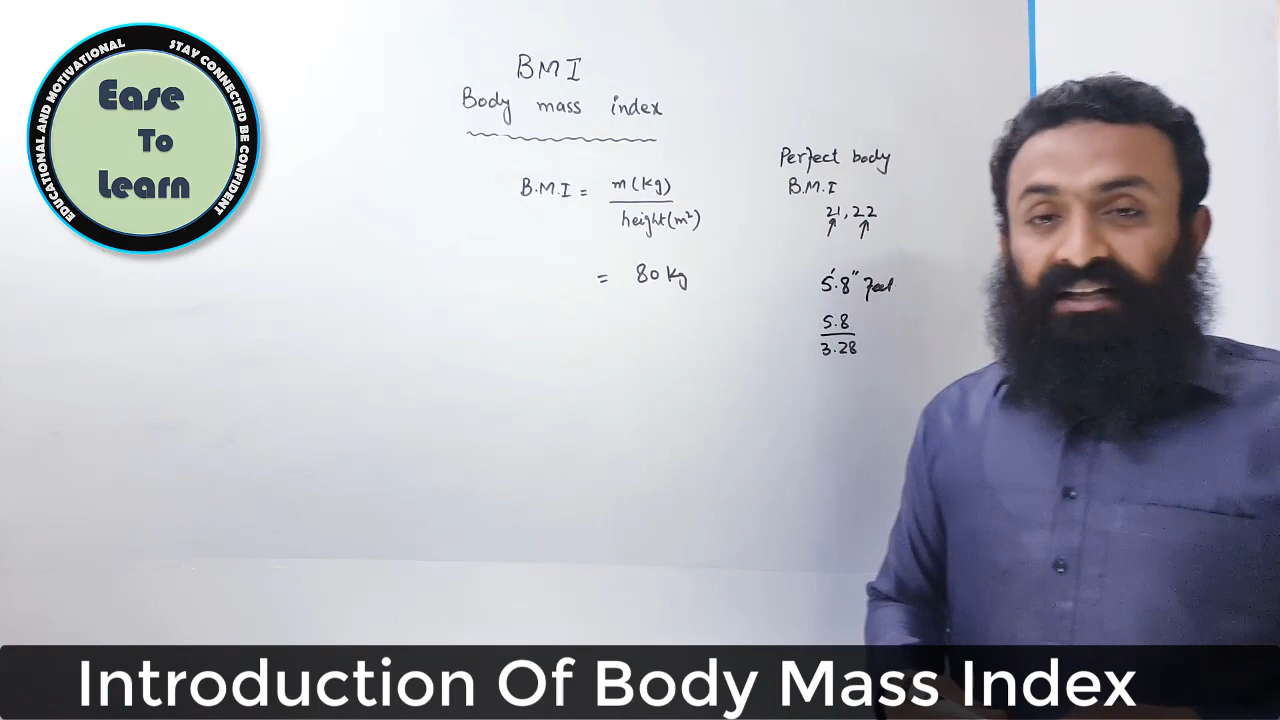 EDUCATIONAL AND MOTIVATIONAL
STAY CONNECTED BE CONFIDENT
Ease
To
Learn
BMI
Body mass index
B.M.I = m(kg)
height(m²)
= 80 kg
Perfect body
B.M.I
21, 22
5'.8" Feet
5.8
3.28
Introduction Of Body Mass Index